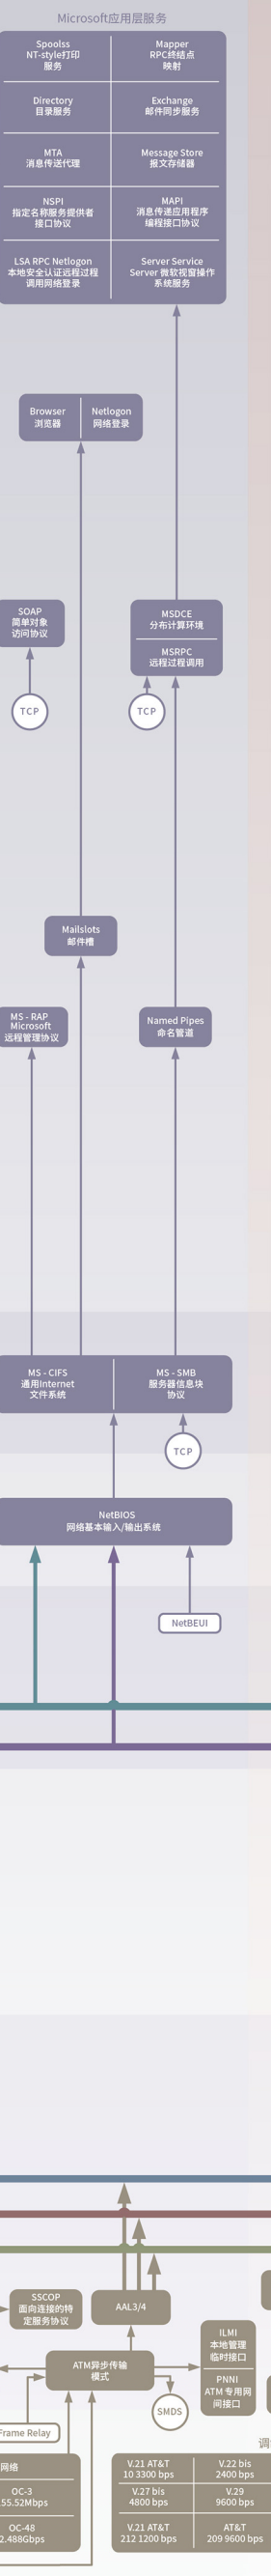 Microsoft应用层服务
Spoolss
NT-style打印
服务
Mapper
RPC终结点
映射
Directory
目录服务
Exchange
邮件同步服务
MTA
消息传送代理
Message Store
报文存储器
NSPI
指定名称服务提供者
接口协议
MAPI
消息传递应用程序
编程接口协议
LSA RPC Netlogon
本地安全认证远程过程
调用网络登录
Server Service
Server 微软视窗操作
系统服务
Browser
浏览器
Netlogon
网络登录
SOAP
简单对象
访问协议
MSDCE
分布计算环境
MSRPC
远程过程调用
TCP
TCP
Mailslots
邮件槽
MS - RAP
Microsoft
远程管理协议
Named Pipes
命名管道
MS - CIFS
通用Internet
文件系统
MS - SMB
服务器信息块
协议
TCP
NetBIOS
网络基本输入/输出系统
NetBEUI
SSCOP
面向连接的特
定服务协议
AAL3/4
ILMI
本地管理
临时接口
PNNI
ATM 专用网
间接口
ATM异步传输
模式
SMDS
Frame Relay
调
网络
OC-3
55.52Mbps
OC-48
2.488Gbps
V.21 AT&T
10 3300 bps
V.22 bis
2400 bps
V.27 bis
4800 bps
V.29
9600 bps
V.21 AT&T
212 1200 bps
AT&T
209 9600 bps